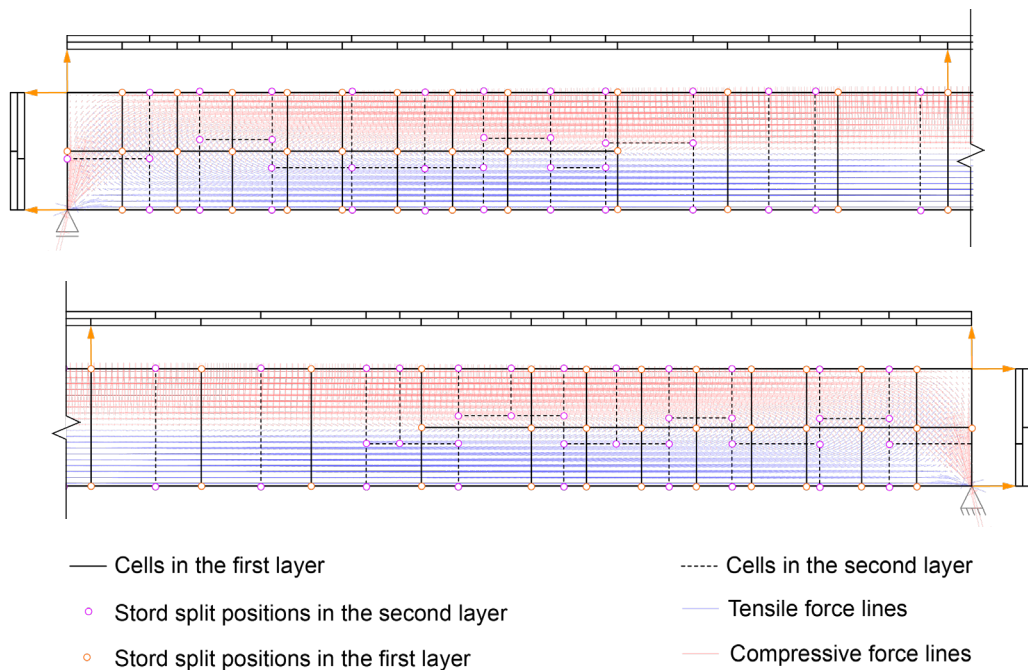 Cells in the first layer
Cells in the second layer
Stord split positions in the second layer
Tensile force lines
Stord split positions in the first layer
Compressive force lines